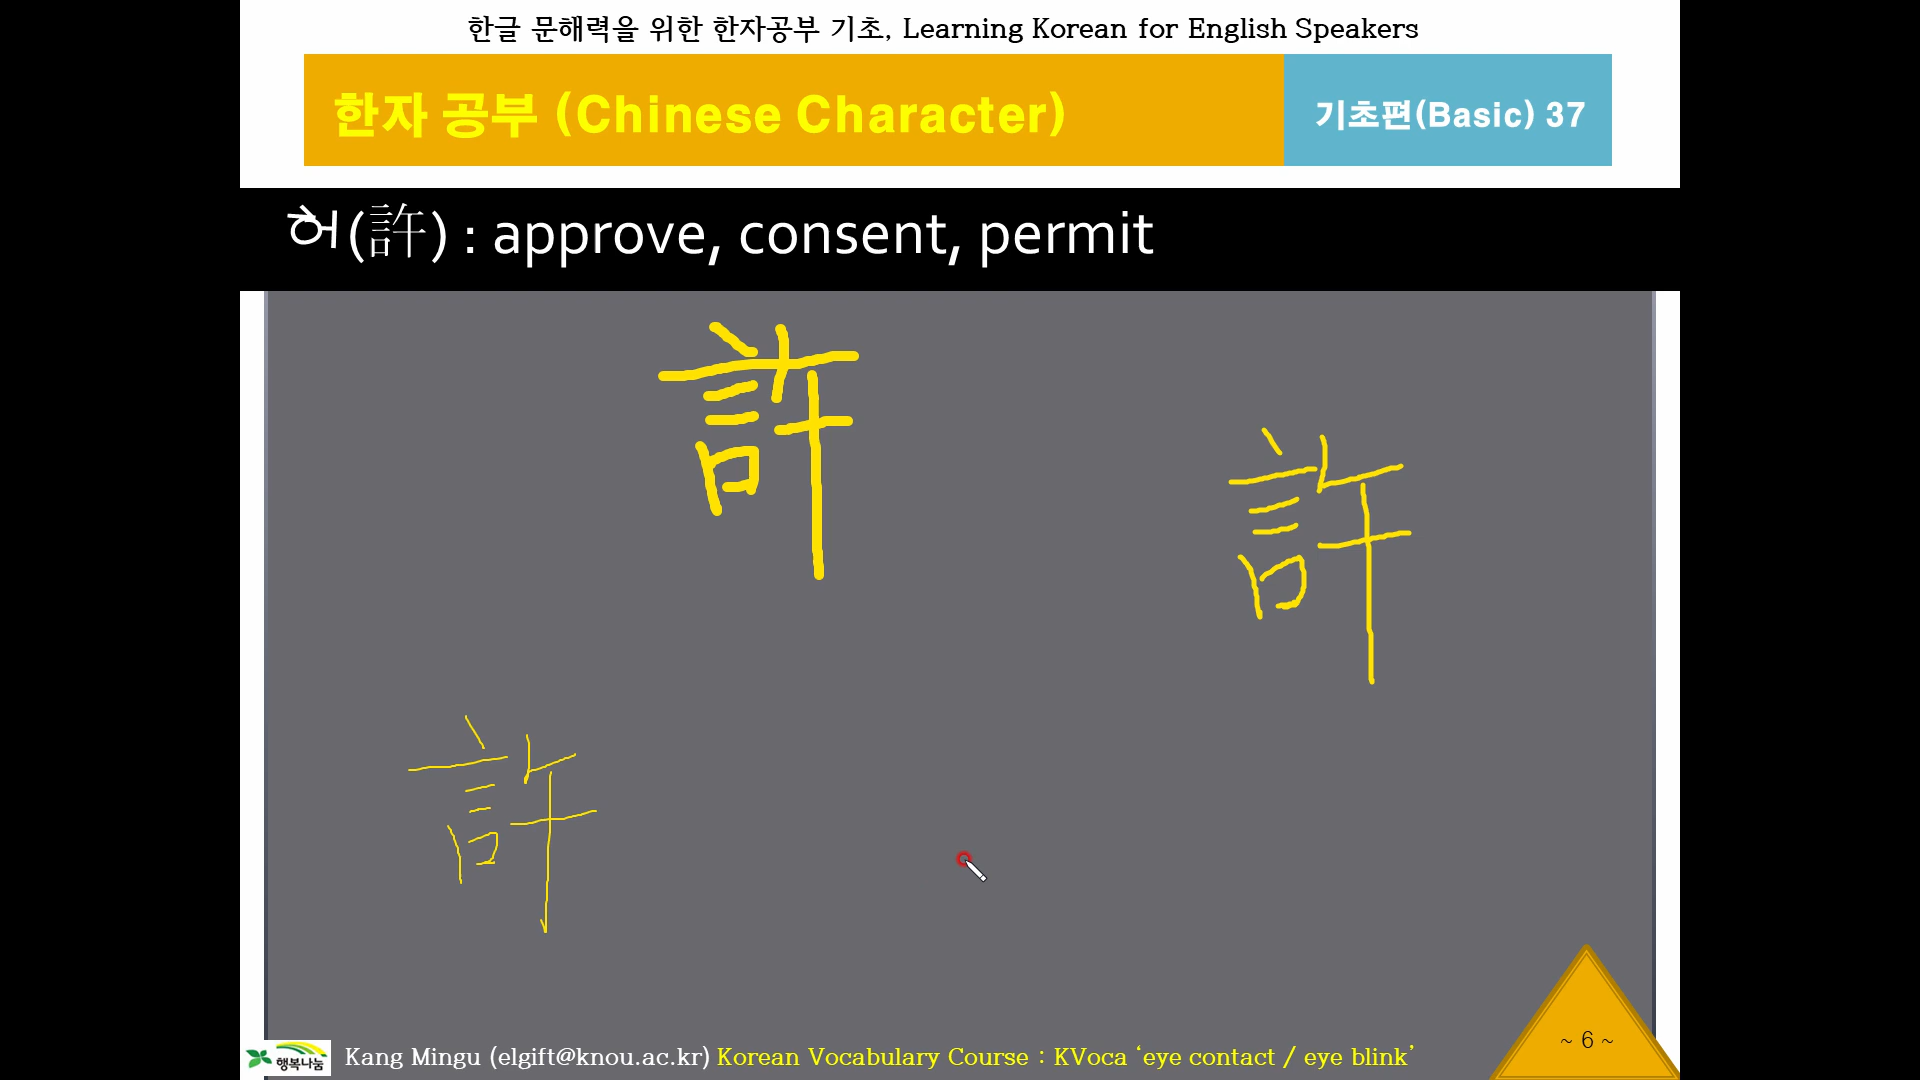 한글 문해력을 위한 한자공부 기초, Learning Korean for English Speakers
한자 공부 (Chinese Character)
기초편(Basic) 37
허(許) : approve, consent, permit
許
許
許
~ 6 ~
행복나눔
Kang Mingu (elgift@knou.ac.kr) Korean Vocabulary Course : KVoca ‘eye contact / eye blink’